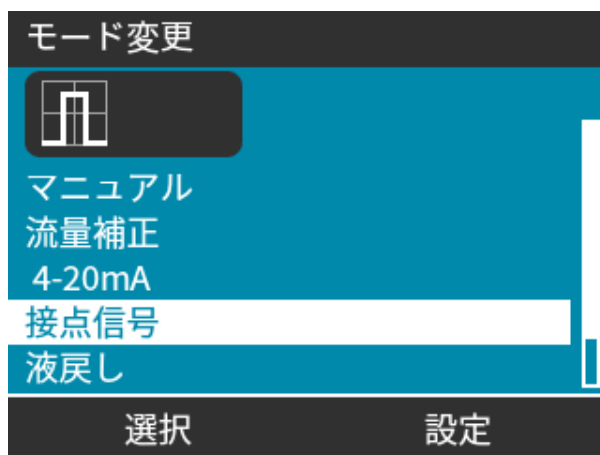 モード変更
マニュアル
流量補正
4-20mA
接点信号
液戻し
選択 設定